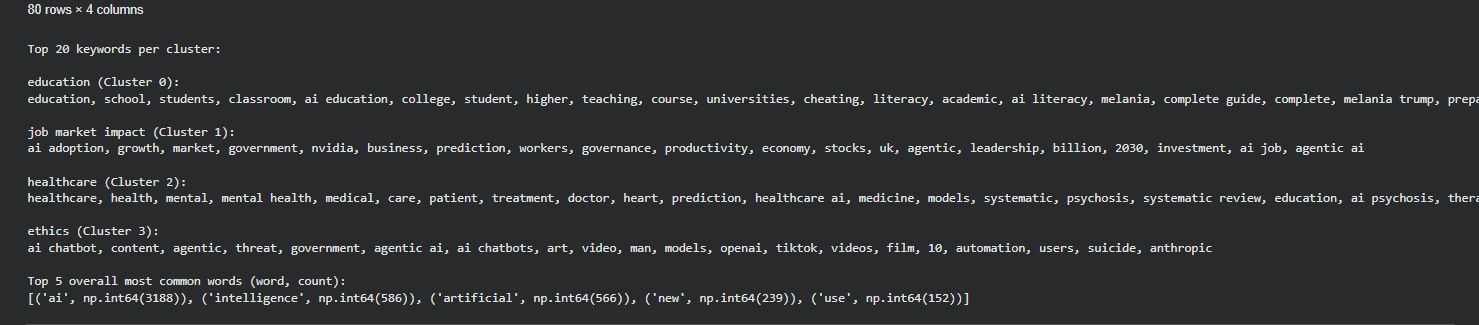 80 rows × 4 columns
Top 20 keywords per cluster:
education (Cluster 0):
education, school, students, classroom, ai education, college, student, higher, teaching, course, universities, cheating, literacy, academic, ai literacy, melania, complete guide, complete, melania trump, prepa
job market impact (Cluster 1):
ai adoption, growth, market, government, nvidia, business, prediction, workers, governance, productivity, economy, stocks, uk, agentic, leadership, billion, 2030, investment, ai job, agentic ai
healthcare (Cluster 2):
healthcare, health, mental, mental health, medical, care, patient, treatment, doctor, heart, prediction, healthcare ai, medicine, models, systematic, psychosis, systematic review, education, ai psychosis, thera
ethics (Cluster 3):
ai chatbot, content, agentic, threat, government, agentic ai, ai chatbots, art, video, man, models, openai, tiktok, videos, film, 10, automation, users, suicide, anthropic
Top 5 overall most common words (word, count):
[('ai', np.int64(3188)), ('intelligence', np.int64(586)), ('artificial', np.int64(566)), ('new', np.int64(239)), ('use', np.int64(152))]